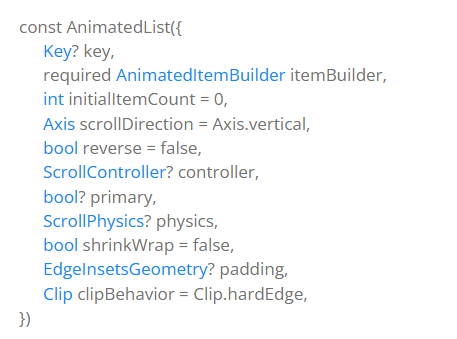 const AnimatedList({
Key? key,
required AnimatedItemBuilder itemBuilder,
int initialItemCount = 0,
Axis scrollDirection = Axis.vertical,
bool reverse = false,
ScrollController? controller,
bool? primary,
ScrollPhysics? physics,
bool shrinkWrap = false,
EdgeInsetsGeometry? padding,
Clip clipBehavior = Clip.hardEdge,
})